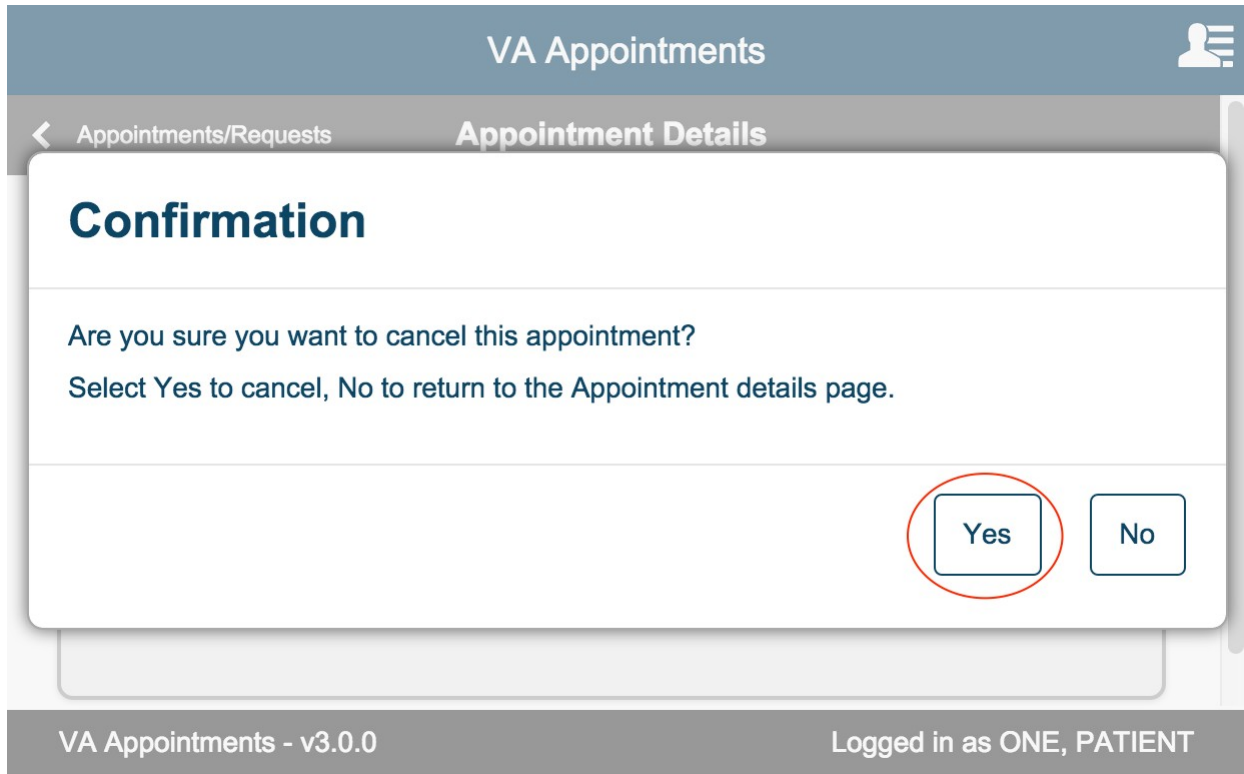 VA Appointments
Appointments/Requests
Appointment Details
Confirmation
Are you sure you want to cancel this appointment?
Select Yes to cancel, No to return to the Appointment details page.
Yes
No
VA Appointments - v3.0.0
Logged in as ONE, PATIENT